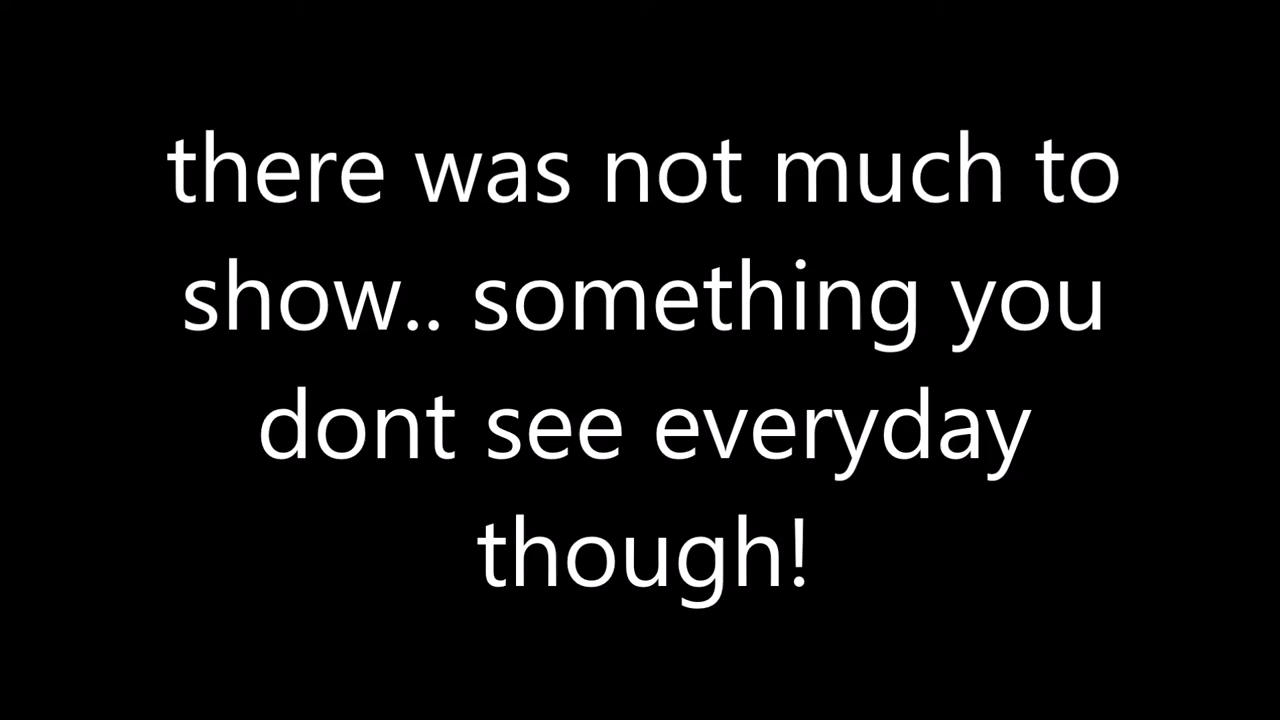 there was not much to
show.. something you
dont see everyday
though!